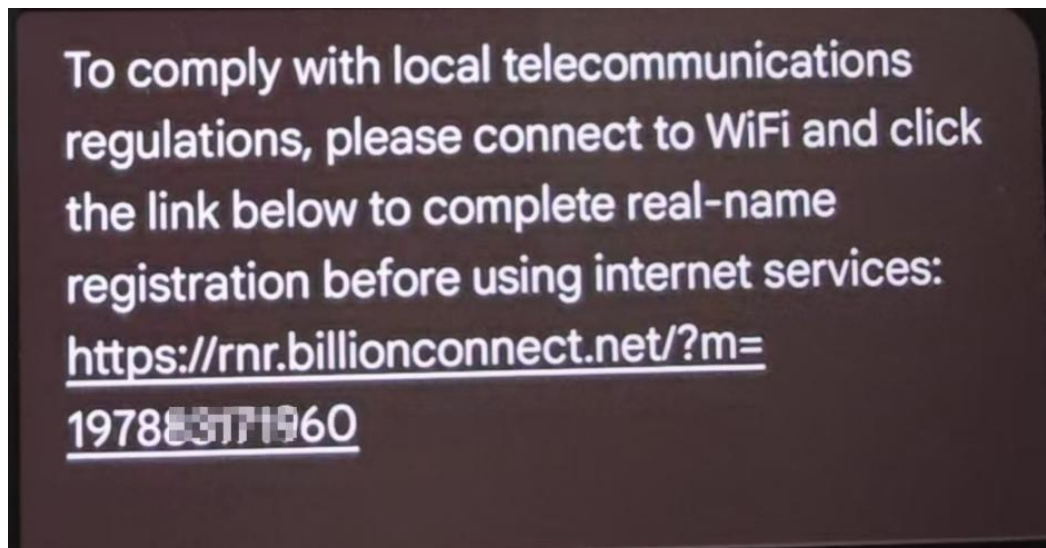 To comply with local telecommunications
regulations, please connect to WiFi and click
the link below to complete real-name
registration before using internet services:
https://rnr.billionconnect.net/?m=